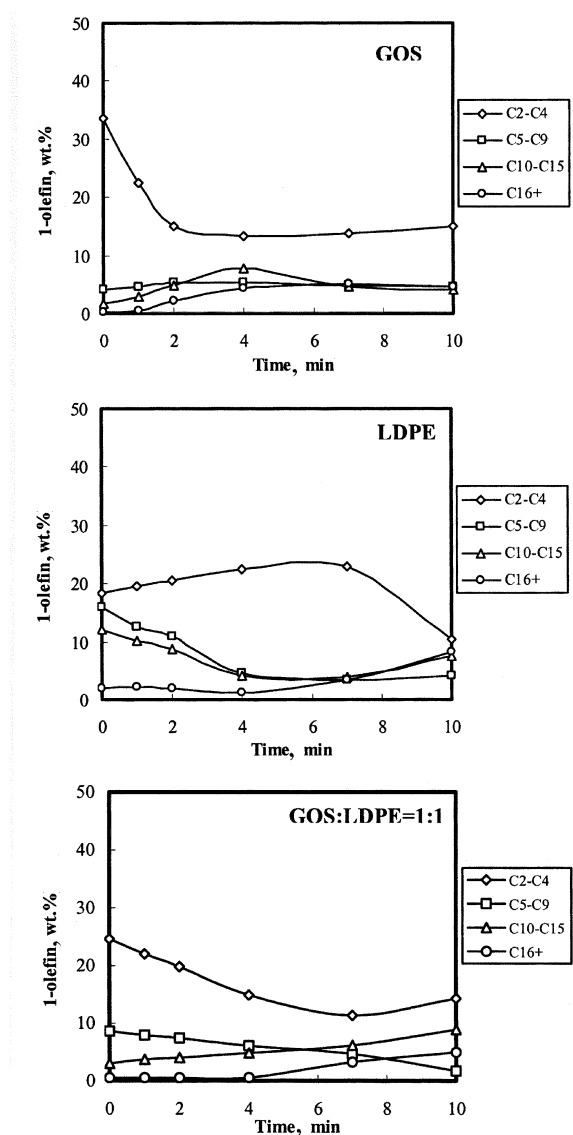 50
GOS
40
C2-C4
C5-C9
C10-C15
C16+
30
20
10
0
1-olefin, wt.%
0 2 4 6 8 10
Time, min
50
LDPE
40
C2-C4
C5-C9
C10-C15
C16+
30
20
10
0
1-olefin, wt.%
0 2 4 6 8 10
Time, min
50
GOS:LDPE=1:1
40
C2-C4
C5-C9
C10-C15
C16+
30
20
10
0
1-olefin, wt.%
0 2 4 6 8 10
Time, min